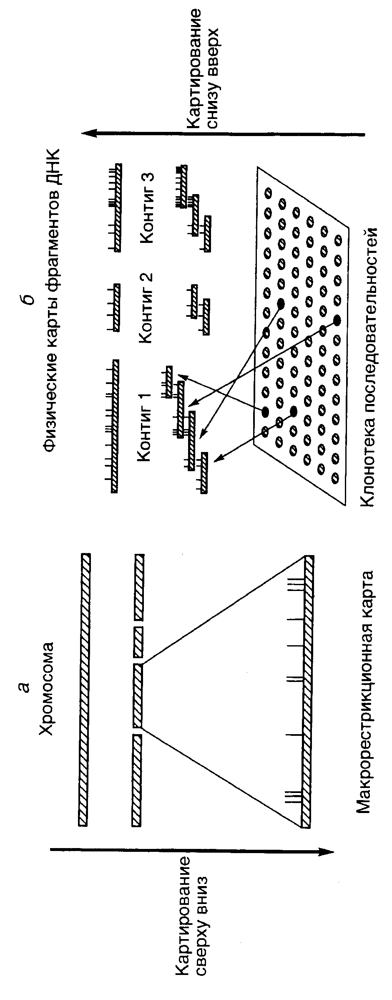 а
Хромосома
Картирование
сверху вниз
Макрорестрикционная карта
б
Физические карты фрагментов ДНК
Контиг 1
Контиг 2
Контиг 3
Картирование
снизу вверх
Клонотека последовательностей